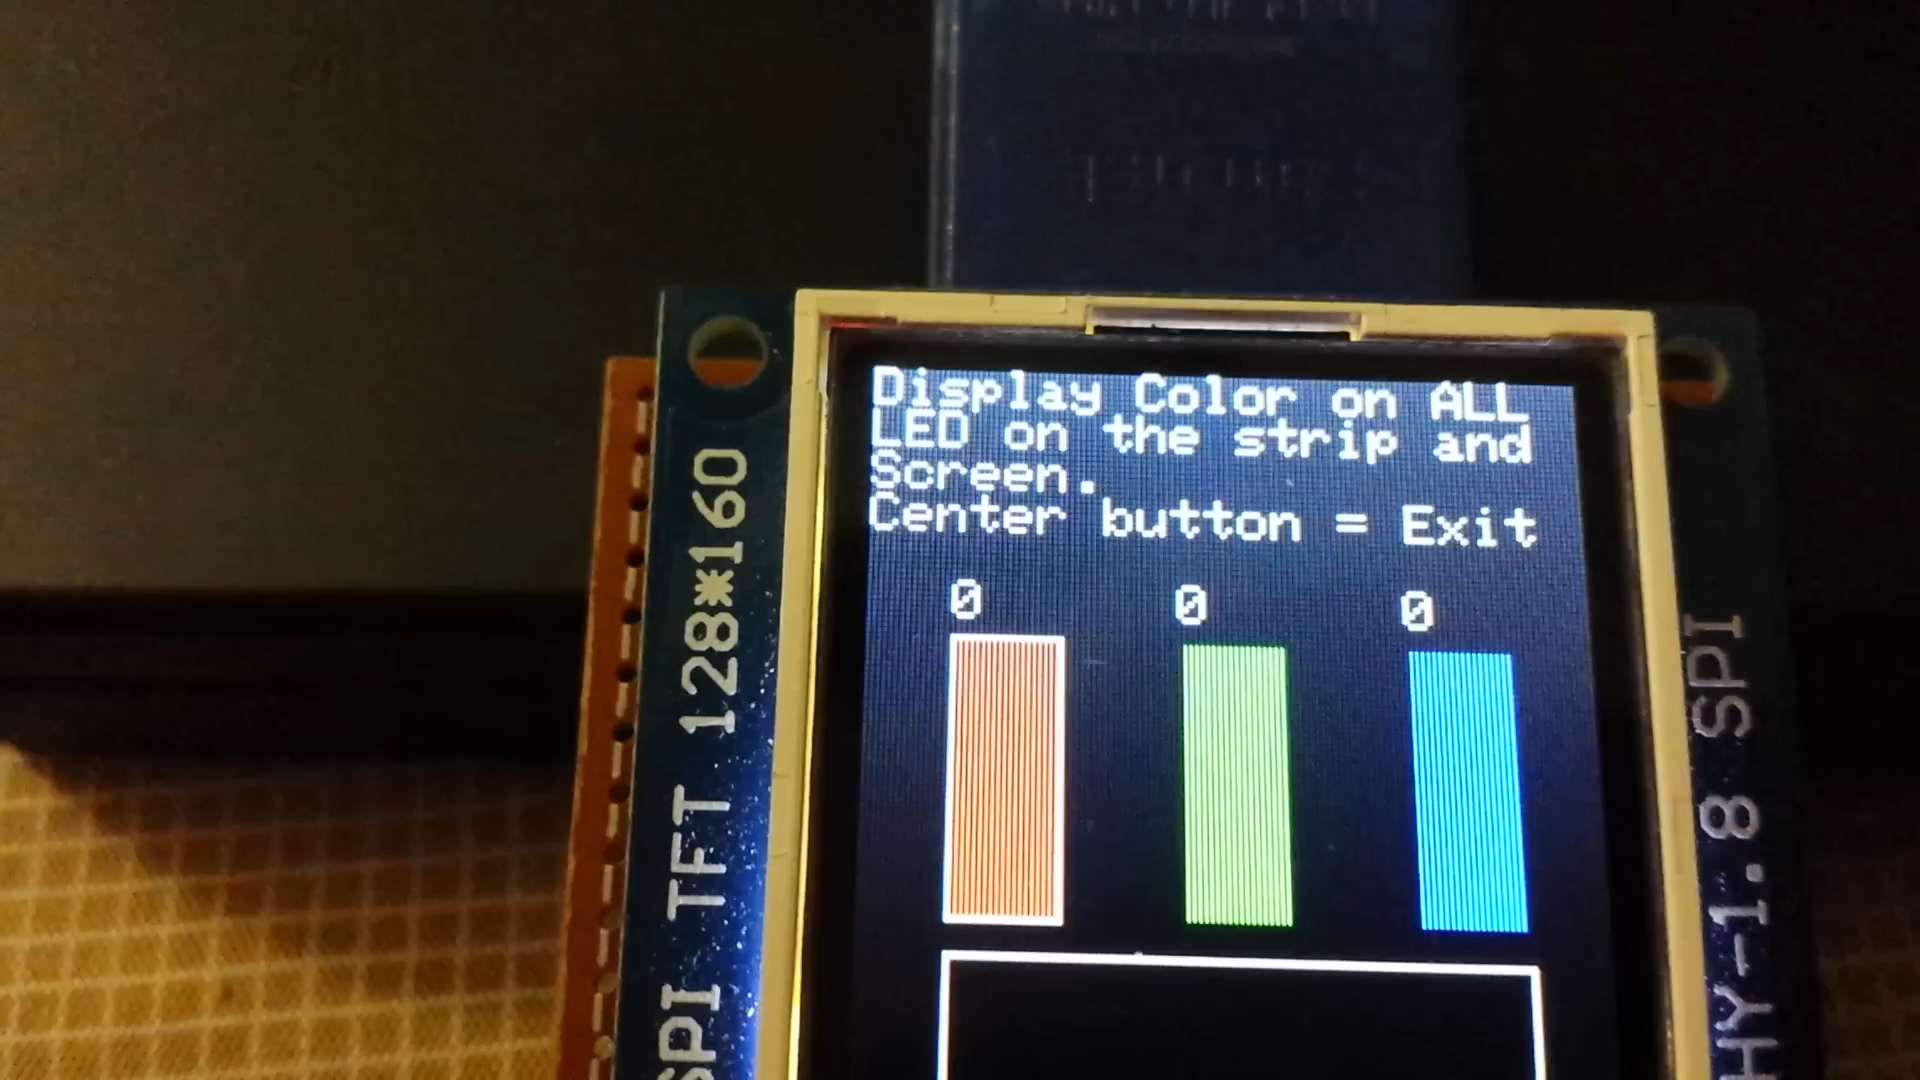 Display Color on ALL
LED on the strip and
Screen.
Center button = Exit
0 0 0
SPI TFT 128*160
HY-1.8 SPI